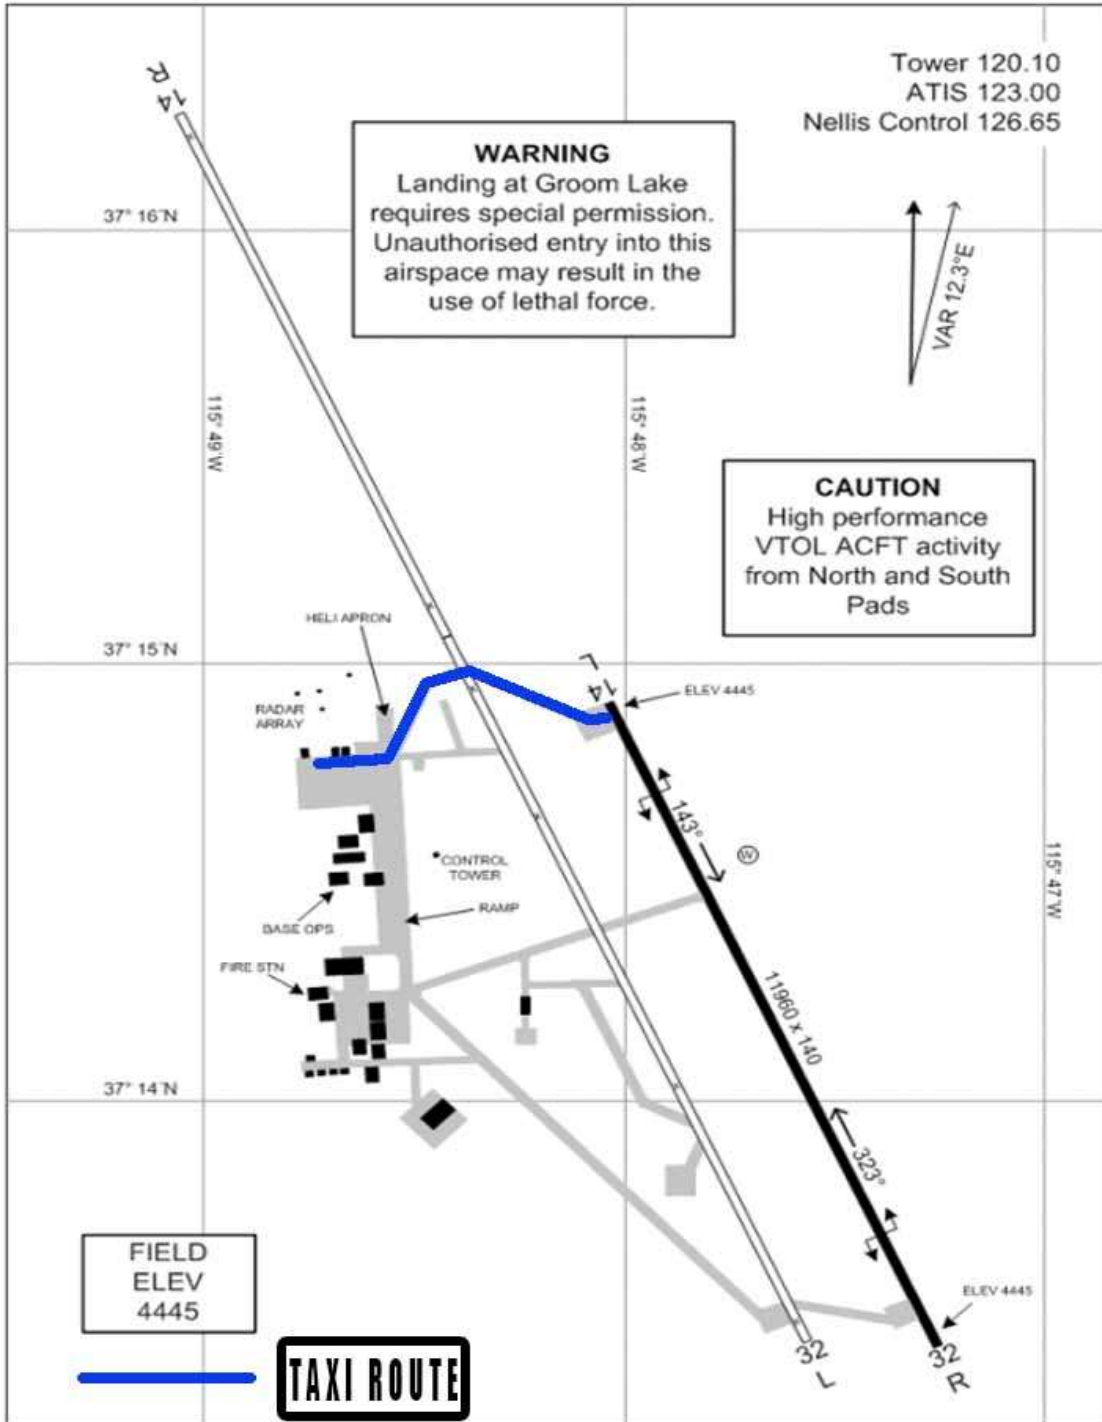 Tower 120.10
ATIS 123.00
Nellis Control 126.65
14
R
WARNING
Landing at Groom Lake
requires special permission.
Unauthorised entry into this
airspace may result in the
use of lethal force.
37° 16´N
VAR 12.3°E
115° 49´W
115° 48´W
CAUTION
High performance
VTOL ACFT activity
from North and South
Pads
HELI APRON
37° 15´N
14
L
ELEV 4445
RADAR
ARRAY
143°
W
CONTROL
TOWER
115° 47´W
RAMP
BASE OPS
FIRE STN
11960 x 140
37° 14´N
323°
FIELD
ELEV
4445
ELEV 4445
32
L
32
R
TAXI ROUTE